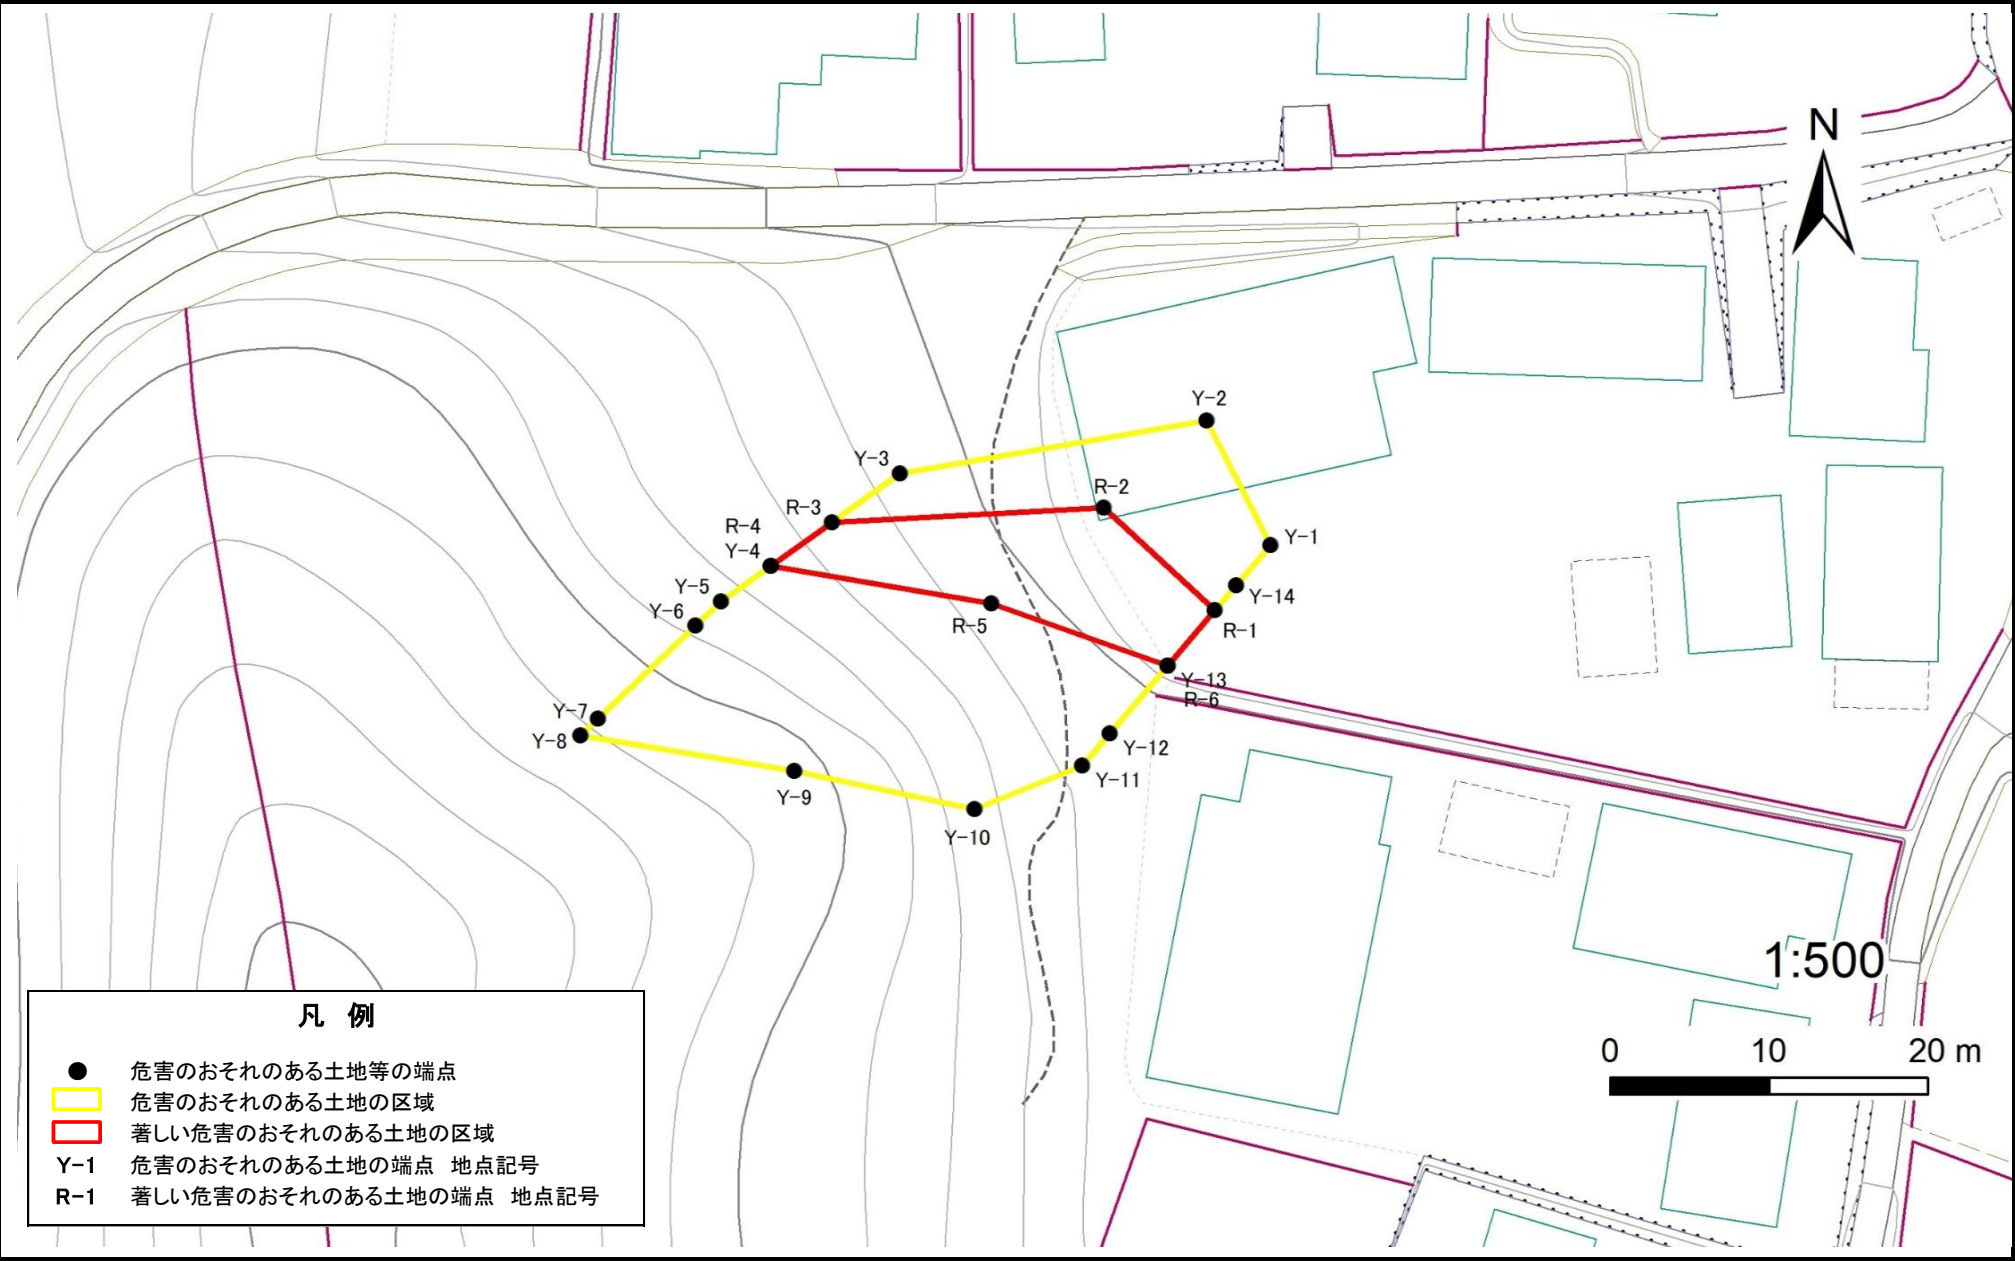 N
Y-2
Y-3
R-2
R-3
R-4
Y-4
Y-1
Y-5
Y-14
Y-6
R-5
R-1
Y-13
R-6
Y-7
Y-8
Y-12
Y-11
Y-9
Y-10
1:500
0 10 20 m
凡 例
危害のおそれのある土地等の端点
危害のおそれのある土地の区域
著しい危害のおそれのある土地の区域
Y-1 危害のおそれのある土地の端点 地点記号
R-1 著しい危害のおそれのある土地の端点 地点記号